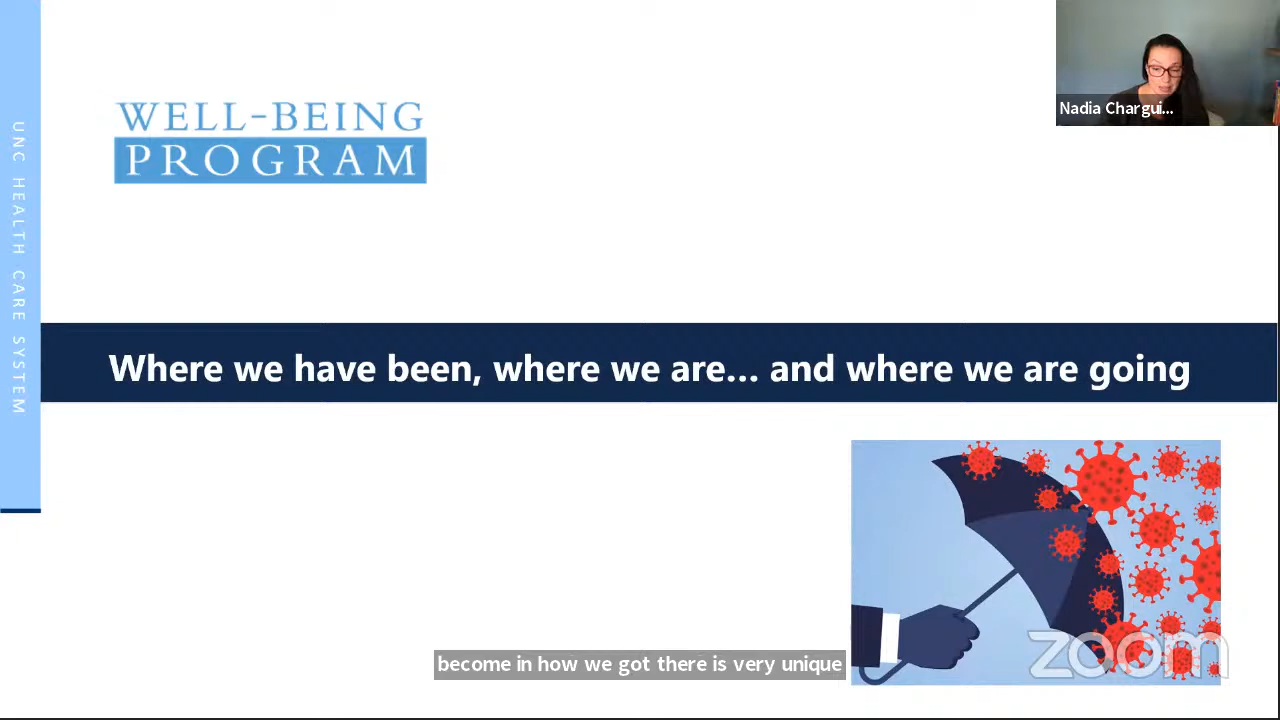 UNC HEALTH CARE SYSTEM
WELL-BEING
PROGRAM
Nadia Chargui...
Where we have been, where we are... and where we are going
become in how we got there is very unique
zoom